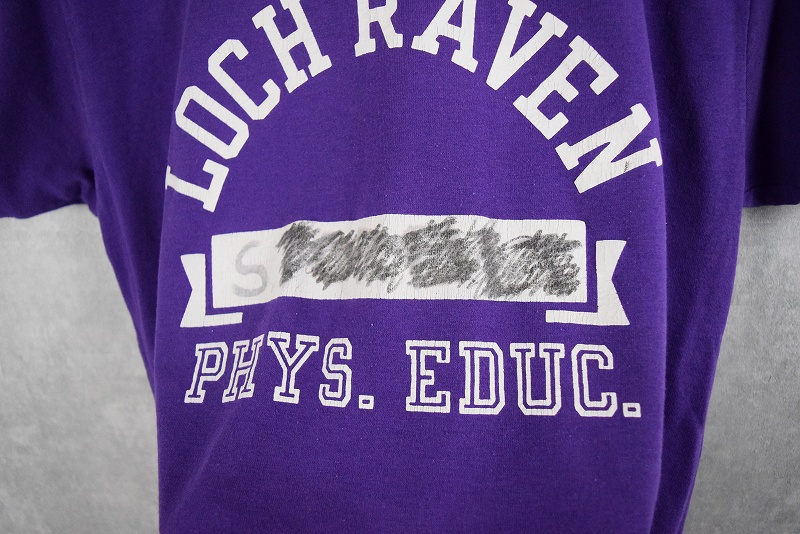 LOCH RAVEN
S
PHYS. EDUC.